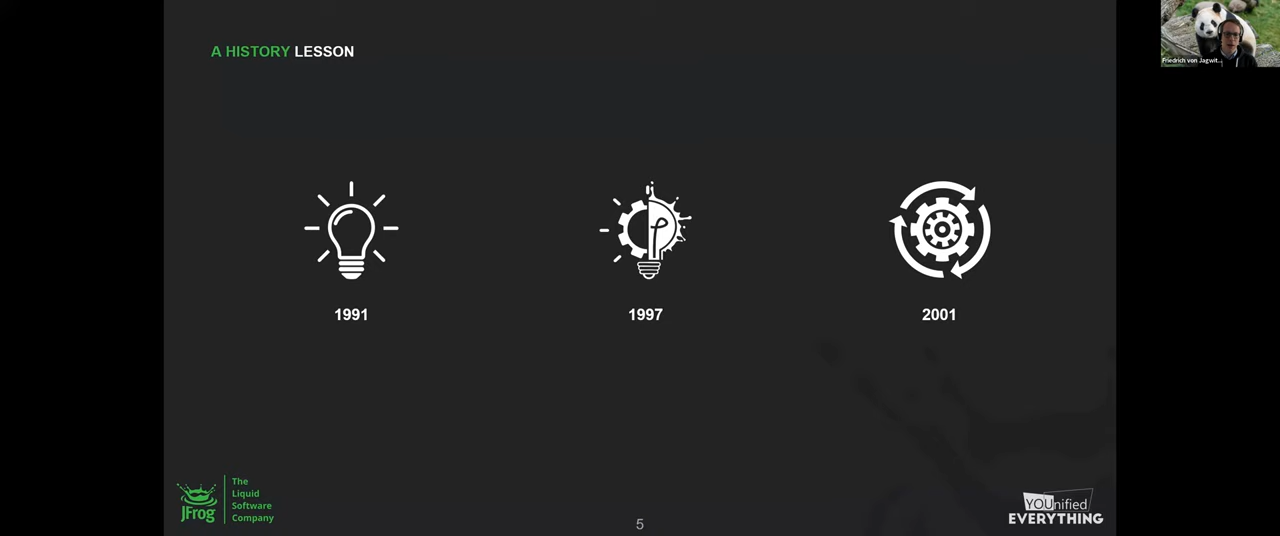 A HISTORY LESSON
Friedrich von Jagwit...
1991
1997
2001
The
Liquid
Software
Company
JFrog
5
YOUnified
EVERYTHING